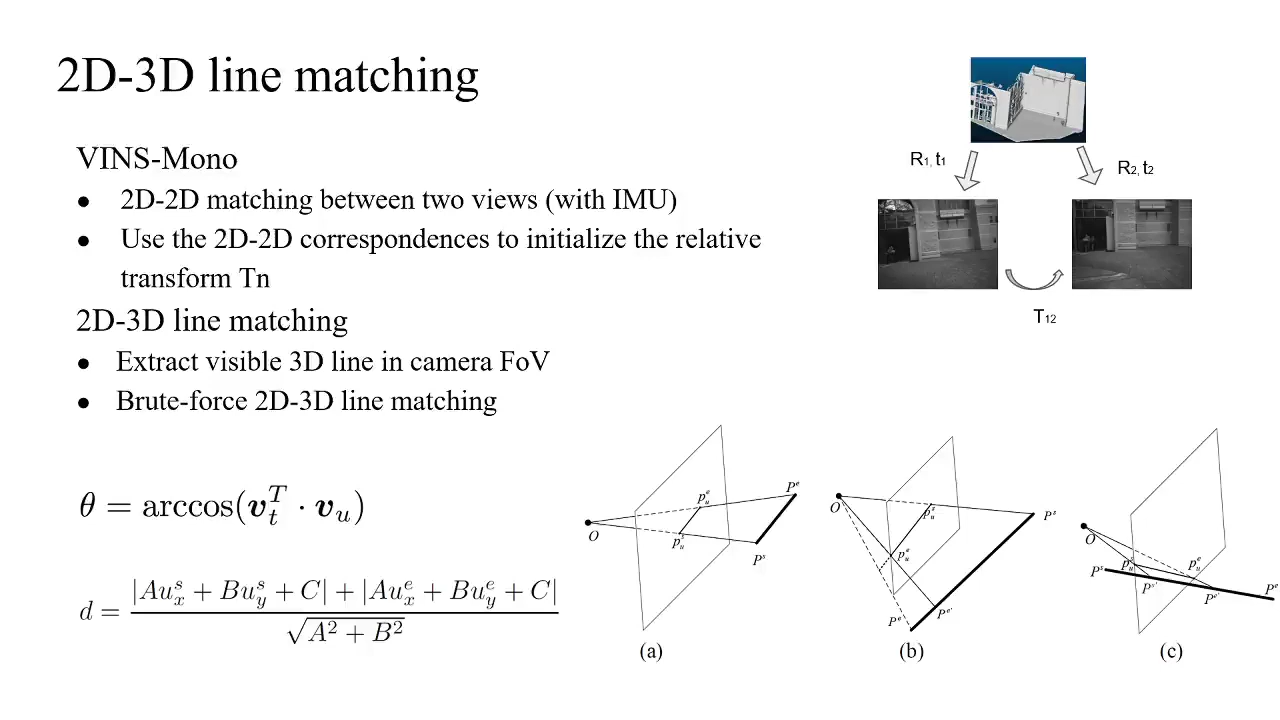 2D-3D line matching
VINS-Mono
● 2D-2D matching between two views (with IMU)
● Use the 2D-2D correspondences to initialize the relative
transform Tn
2D-3D line matching
● Extract visible 3D line in camera FoV
● Brute-force 2D-3D line matching
θ = arccos(v_t^T · v_u)
d = (|Au_x^s + Bu_y^s + C| + |Au_x^e + Bu_y^e + C|) / √(A² + B²)
R1, t1
R2, t2
T12
O
p_u^e
p_u^s
P^e
P^s
(a)
O
p_u^s
p_u^e
P^s
P^e
P^e'
(b)
O
p_u^s
p_u^e
P^s
P^s'
P^e'
P^e
(c)